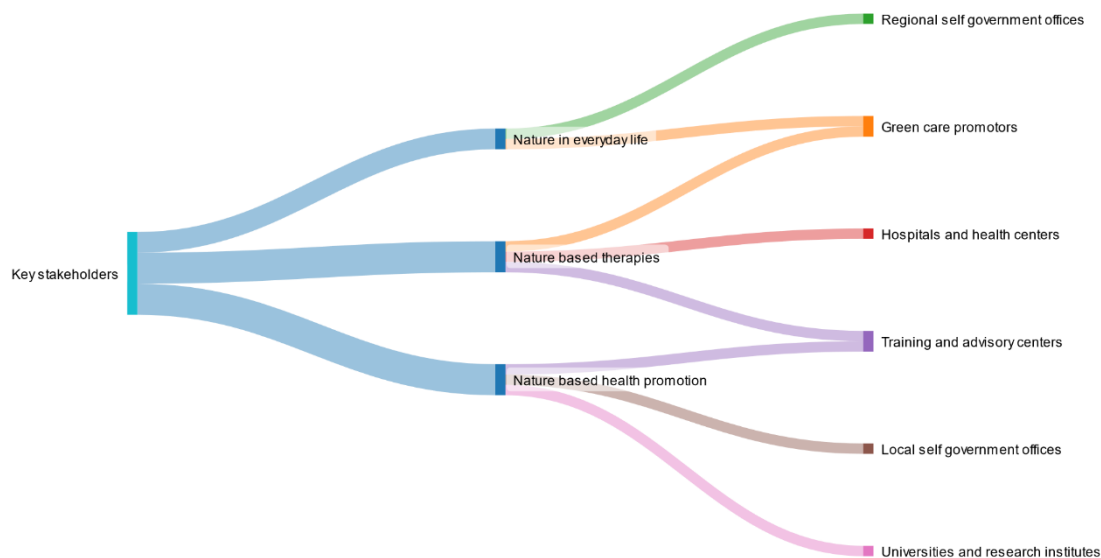 Key stakeholders
Nature in everyday life
Nature based therapies
Nature based health promotion
Regional self government offices
Green care promotors
Hospitals and health centers
Training and advisory centers
Local self government offices
Universities and research institutes